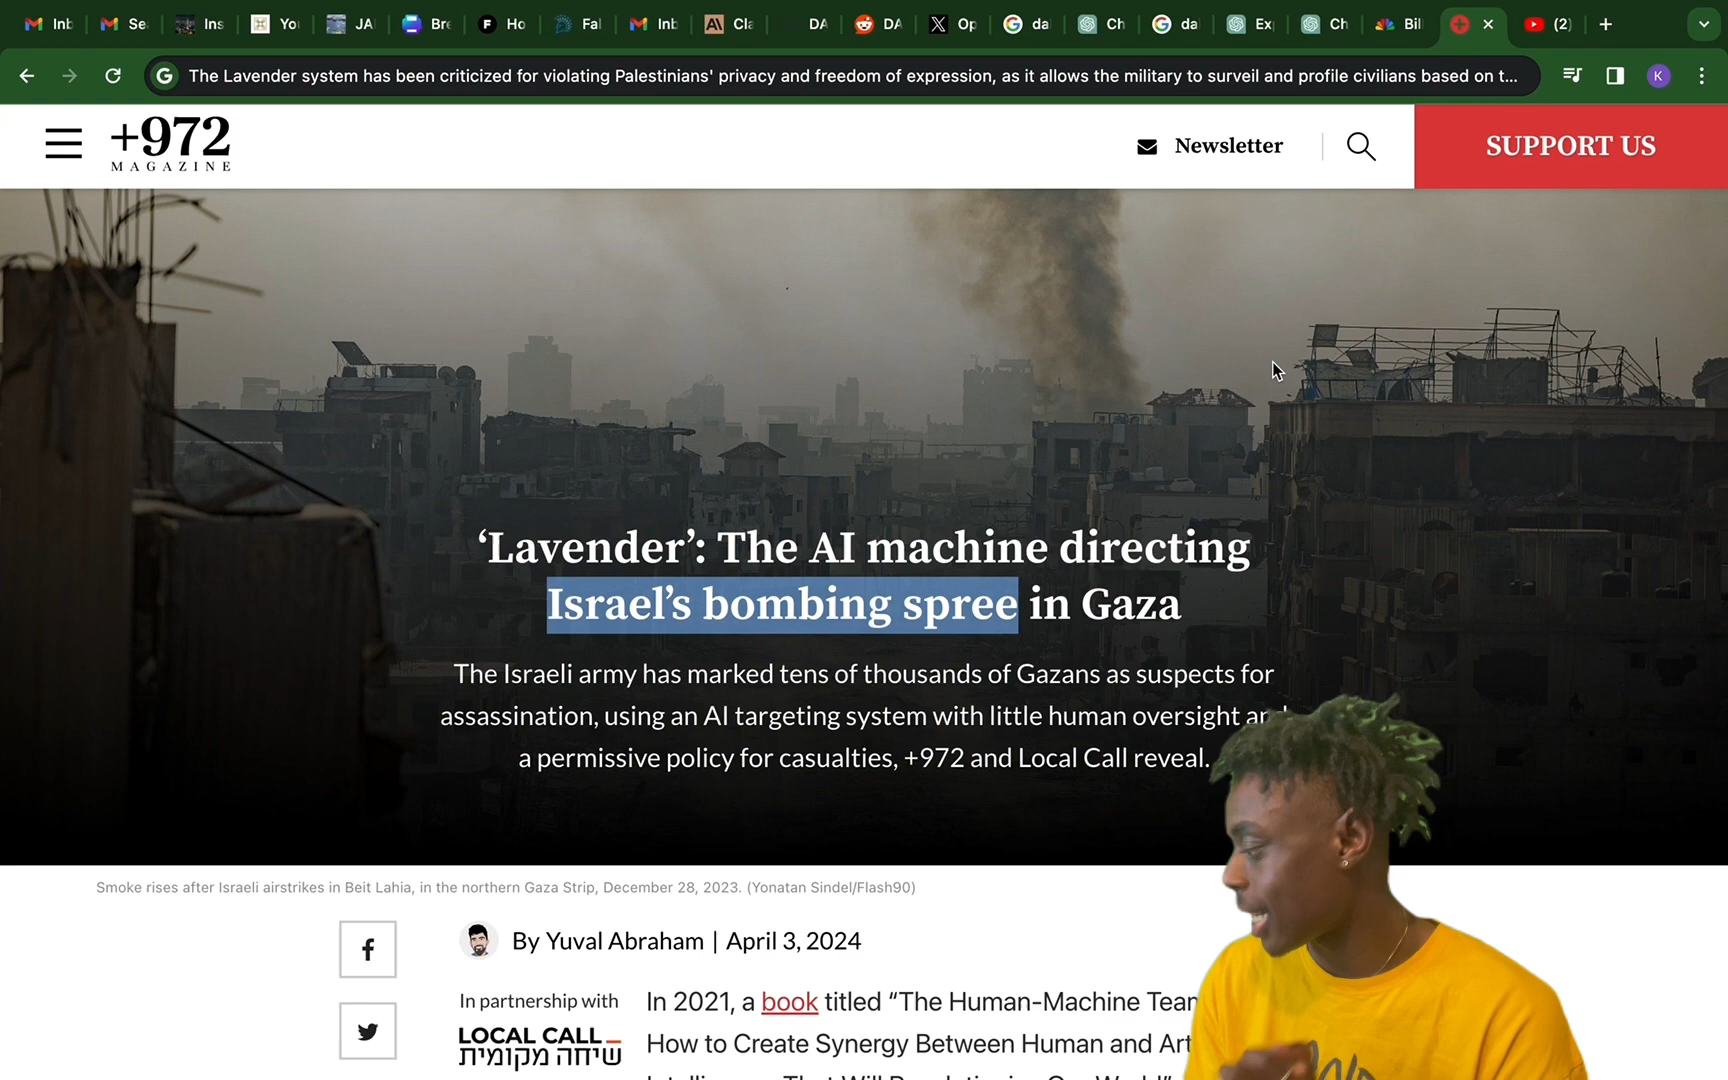 Inb
Se
Ins
Yo
JA
Bre
Ho
Fal
Inb
Cla
DA
DA
Op
da
Ch
da
Ex
Ch
Bil
(2)
The Lavender system has been criticized for violating Palestinians' privacy and freedom of expression, as it allows the military to surveil and profile civilians based on t...
K
+972
MAGAZINE
Newsletter
SUPPORT US
‘Lavender’: The AI machine directing
Israel’s bombing spree in Gaza
The Israeli army has marked tens of thousands of Gazans as suspects for
assassination, using an AI targeting system with little human oversight and
a permissive policy for casualties, +972 and Local Call reveal.
Smoke rises after Israeli airstrikes in Beit Lahia, in the northern Gaza Strip, December 28, 2023. (Yonatan Sindel/Flash90)
By Yuval Abraham | April 3, 2024
In partnership with
LOCAL CALL
שיחה מקומית
In 2021, a book titled “The Human-Machine Team
How to Create Synergy Between Human and Art